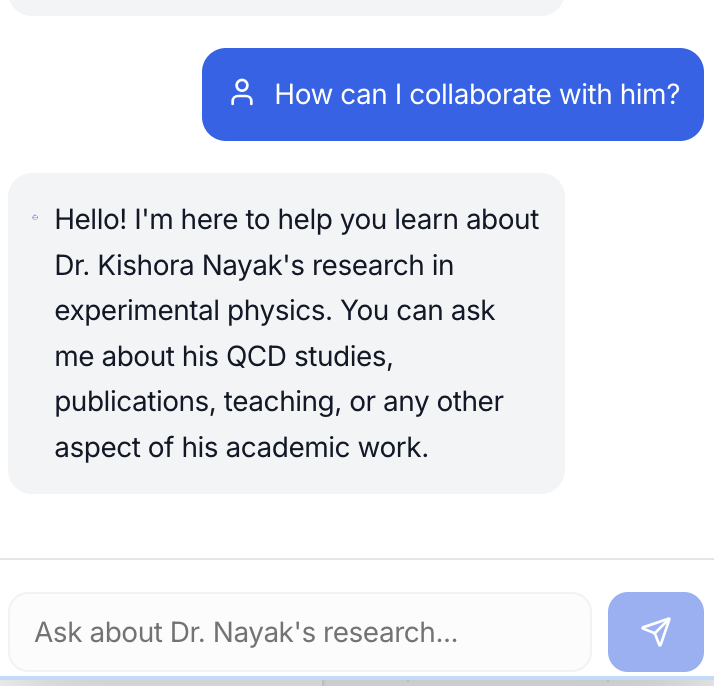 How can I collaborate with him?
Hello! I'm here to help you learn about
Dr. Kishora Nayak's research in
experimental physics. You can ask
me about his QCD studies,
publications, teaching, or any other
aspect of his academic work.
Ask about Dr. Nayak's research...